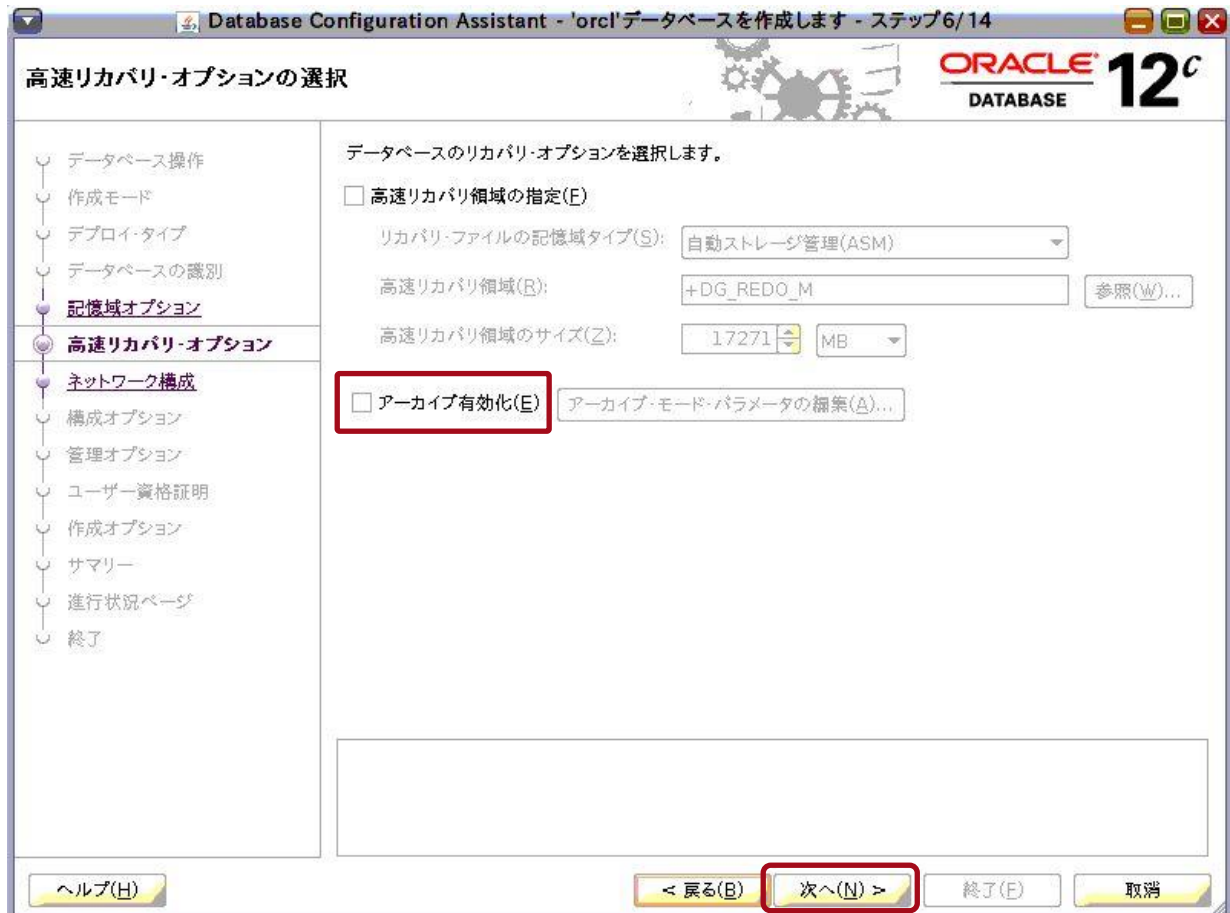 Database Configuration Assistant - 'orcl'データベースを作成します - ステップ6/14
高速リカバリ･オプションの選択
ORACLE 12c
DATABASE
データベース操作
作成モード
デプロイ･タイプ
データベースの識別
記憶域オプション
高速リカバリ･オプション
ネットワーク構成
構成オプション
管理オプション
ユーザー資格証明
作成オプション
サマリー
進行状況ページ
終了
データベースのリカバリ･オプションを選択します。
高速リカバリ領域の指定(F)
リカバリ･ファイルの記憶域タイプ(S): 自動ストレージ管理(ASM)
高速リカバリ領域(R): +DG_REDO_M 参照(W)...
高速リカバリ領域のサイズ(Z): 17271 MB
アーカイブ有効化(E) アーカイブ･モード･パラメータの編集(A)...
ヘルプ(H) < 戻る(B) 次へ(N) > 終了(F) 取消